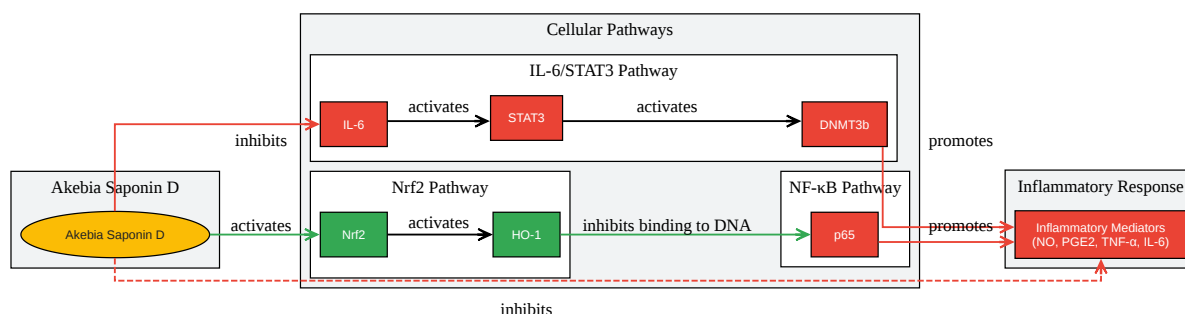 Cellular Pathways
IL-6/STAT3 Pathway
IL-6
activates
STAT3
activates
DNMT3b
inhibits
promotes
Akebia Saponin D
Akebia Saponin D
activates
Nrf2 Pathway
Nrf2
activates
HO-1
inhibits binding to DNA
NF-κB Pathway
p65
promotes
Inflammatory Response
Inflammatory Mediators
(NO, PGE2, TNF-α, IL-6)
inhibits